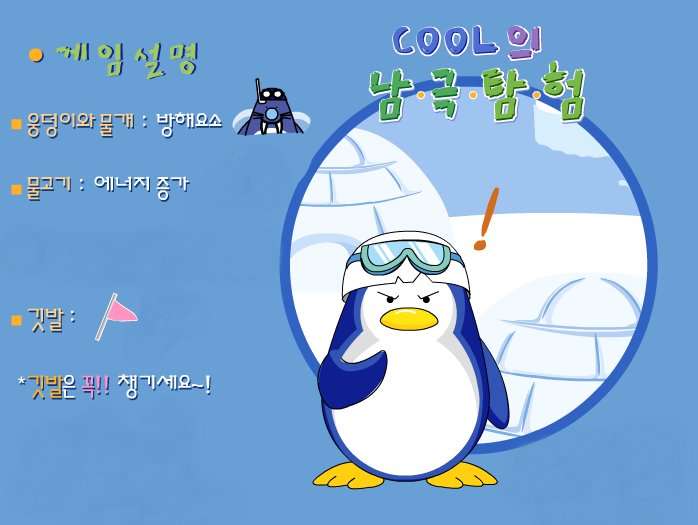 COOL의
남·극·탐·험
• 게임설명
■ 웅덩이와 물개 : 방해요소
■ 물고기 : 에너지 증가
■ 깃발 :
*깃발은 꼭!! 챙기세요~!